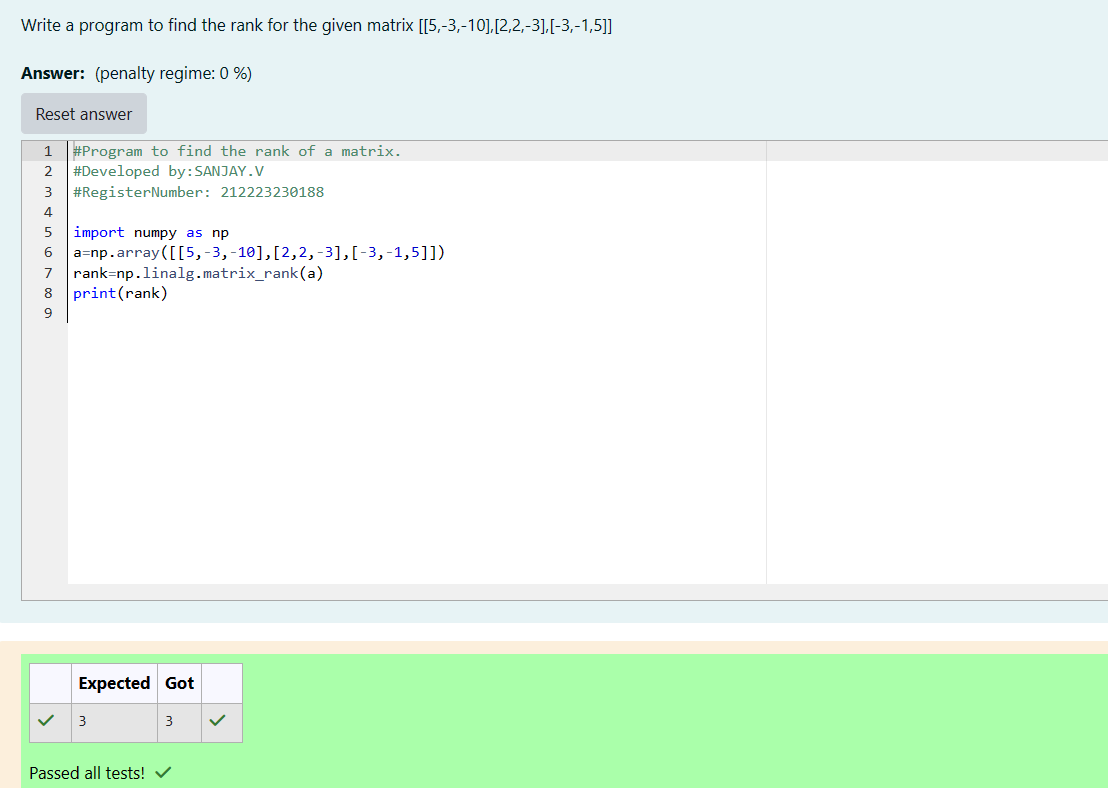 Write a program to find the rank for the given matrix [[5,-3,-10],[2,2,-3],[-3,-1,5]]
Answer: (penalty regime: 0 %)
Reset answer
1 #Program to find the rank of a matrix.
2 #Developed by:SANJAY.V
3 #RegisterNumber: 212223230188
4
5 import numpy as np
6 a=np.array([[5,-3,-10],[2,2,-3],[-3,-1,5]])
7 rank=np.linalg.matrix_rank(a)
8 print(rank)
9
Expected Got
3 3
Passed all tests!